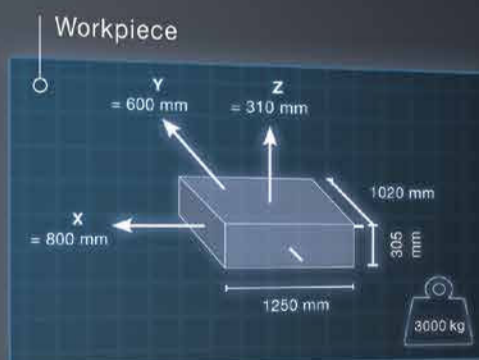 Workpiece
Y
= 600 mm
Z
= 310 mm
X
= 800 mm
1020 mm
305
mm
1250 mm
3000 kg